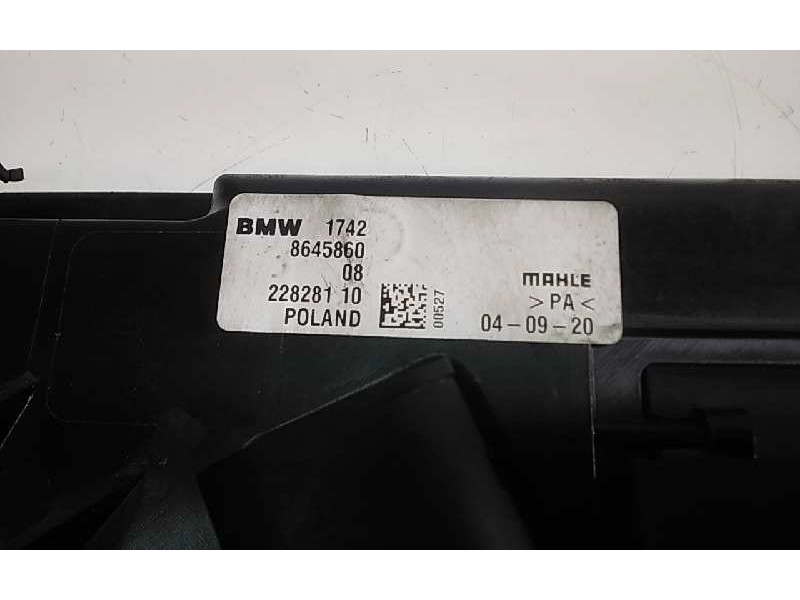 BMW 1742
8645860
08
228281 10
POLAND
00527
MAHLE
>PA<
04-09-20